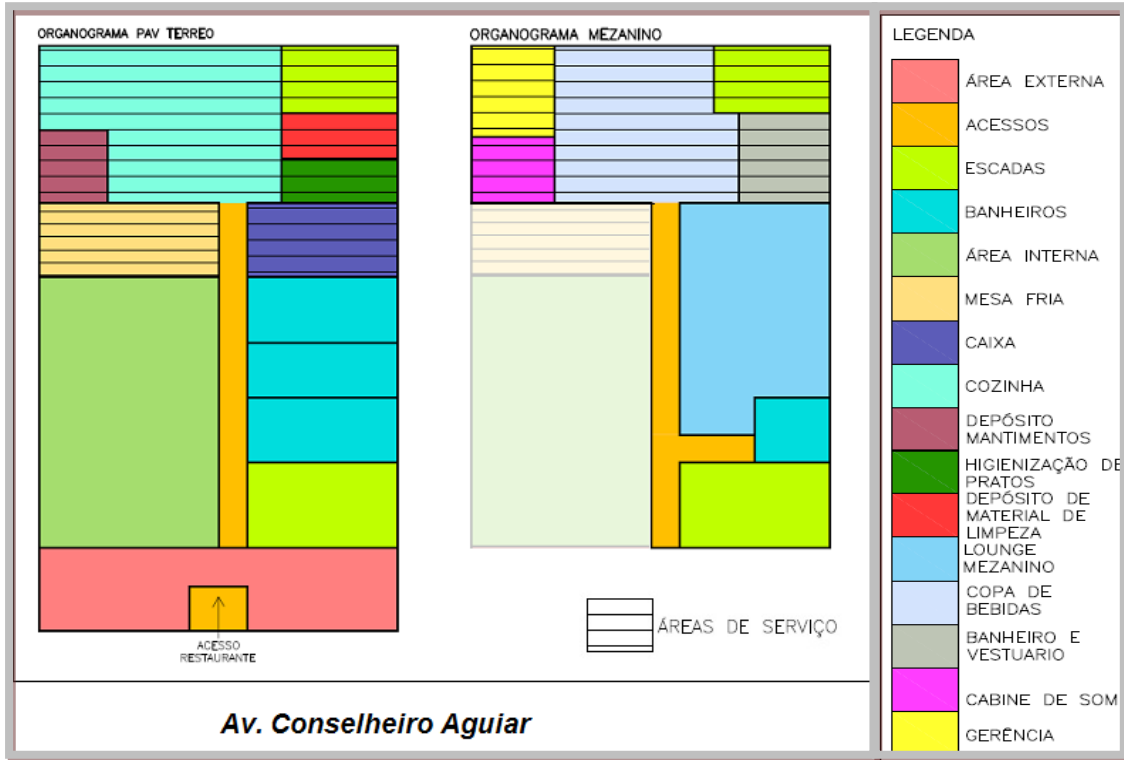 ORGANOGRAMA PAV TERREO
ORGANOGRAMA MEZANINO
ACESSO
RESTAURANTE
ÁREAS DE SERVIÇO
Av. Conselheiro Aguiar
LEGENDA
ÁREA EXTERNA
ACESSOS
ESCADAS
BANHEIROS
ÁREA INTERNA
MESA FRIA
CAIXA
COZINHA
DEPÓSITO
MANTIMENTOS
HIGIENIZAÇÃO DE
PRATOS
DEPÓSITO DE
MATERIAL DE
LIMPEZA
LOUNGE
MEZANINO
COPA DE
BEBIDAS
BANHEIRO E
VESTUARIO
CABINE DE SOM
GERÊNCIA